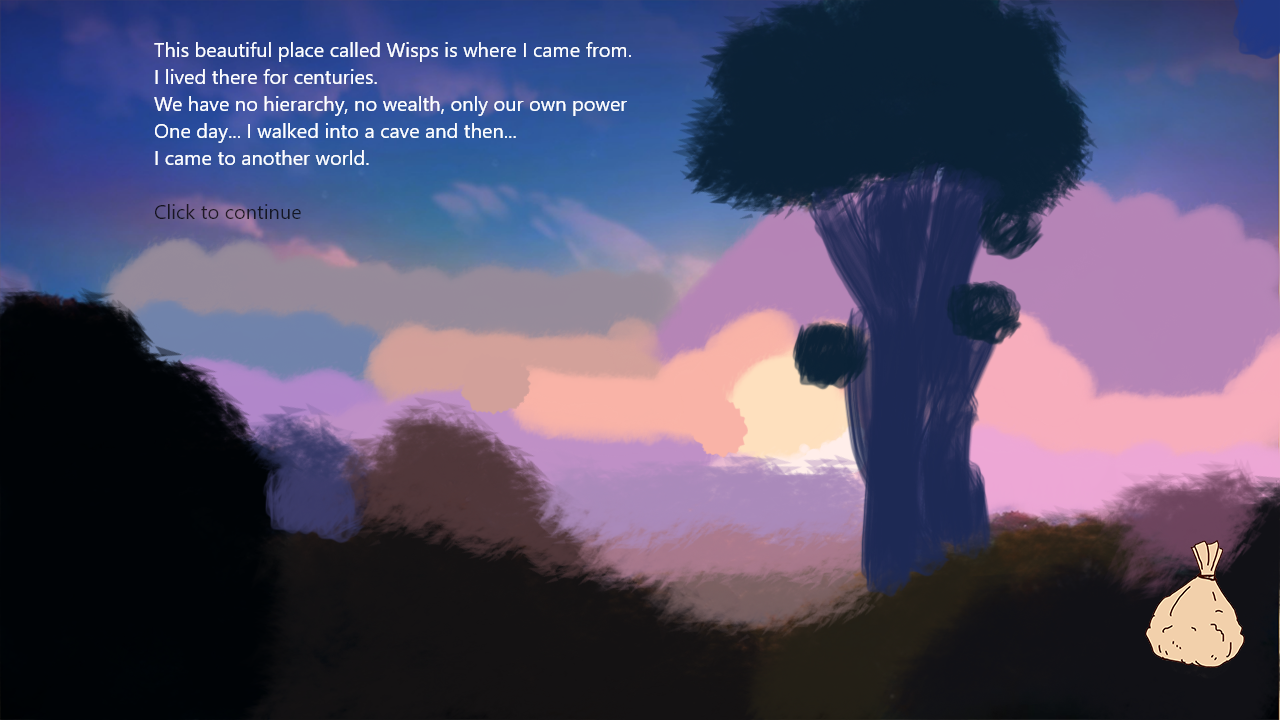 This beautiful place called Wisps is where I came from.
I lived there for centuries.
We have no hierarchy, no wealth, only our own power
One day... I walked into a cave and then...
I came to another world.
Click to continue